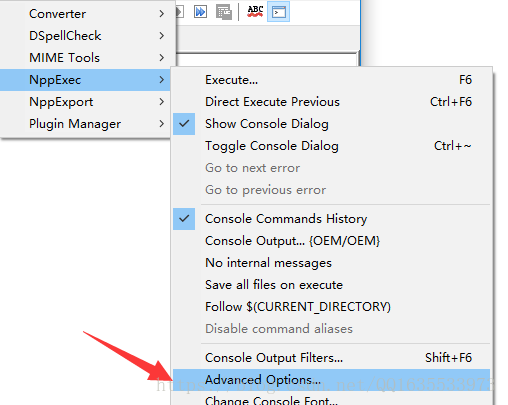 ABC
Converter >
DSpellCheck >
MIME Tools >
NppExec >
NppExport >
Plugin Manager >
Execute... F6
Direct Execute Previous Ctrl+F6
Show Console Dialog
Toggle Console Dialog Ctrl+~
Go to next error
Go to previous error
Console Commands History
Console Output... {OEM/OEM}
No internal messages
Save all files on execute
Follow $(CURRENT_DIRECTORY)
Disable command aliases
Console Output Filters... Shift+F6
Advanced Options...
Change Console Font...